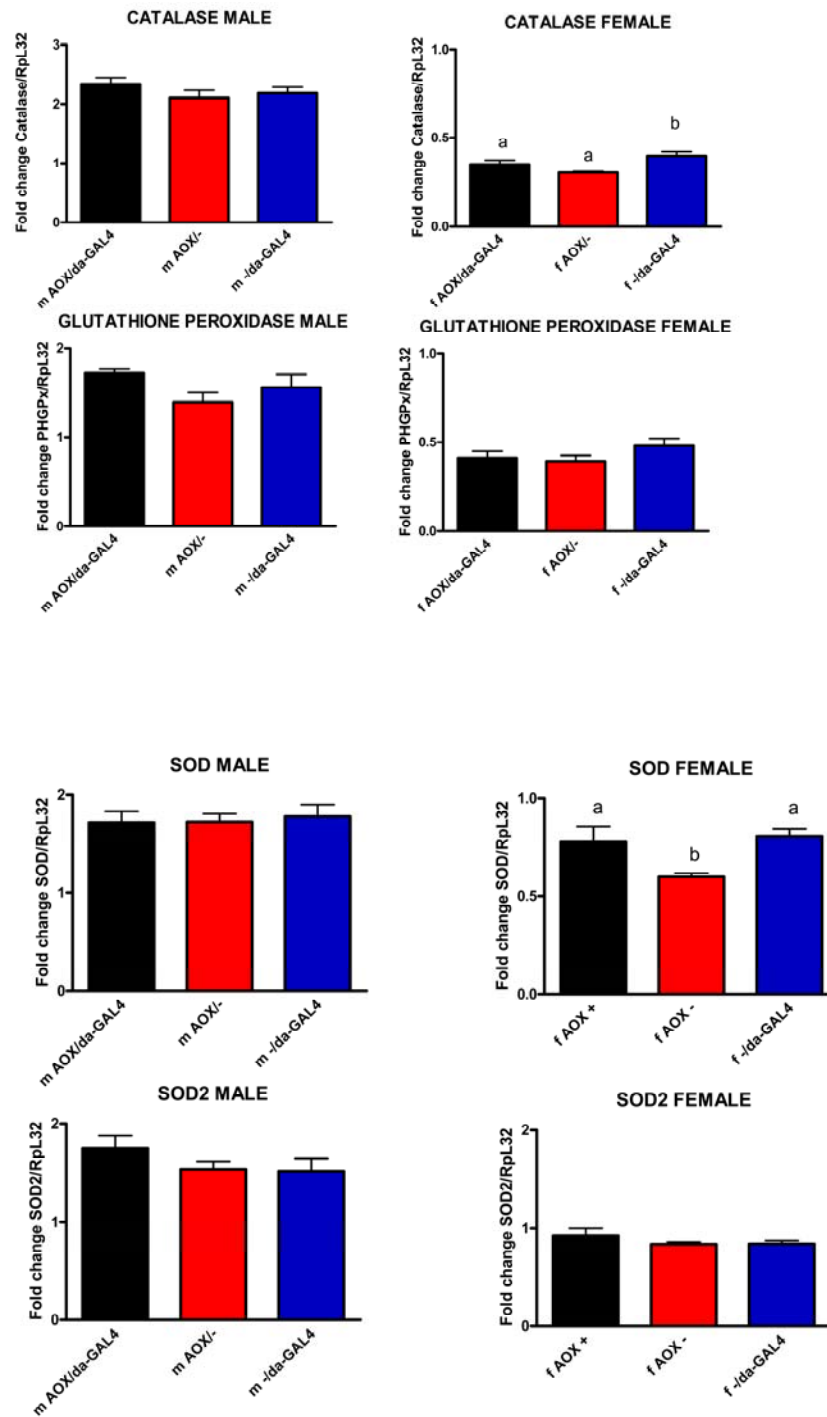 CATALASE MALE
Fold change Catalase/RpL32
3
2
1
0
m AOX/da-GAL4
m AOX/-
m -/da-GAL4
CATALASE FEMALE
Fold change Catalase/RpL32
1.0
0.5
0.0
a
a
b
f AOX/da-GAL4
f AOX/-
f -/da-GAL4
GLUTATHIONE PEROXIDASE MALE
Fold change PHGPx/RpL32
2
1
0
m AOX/da-GAL4
m AOX/-
m -/da-GAL4
GLUTATHIONE PEROXIDASE FEMALE
Fold change PHGPx/RpL32
1.0
0.5
0.0
f AOX/da-GAL4
f AOX/-
f -/da-GAL4
SOD MALE
Fold change SOD/RpL32
2
1
0
m AOX/da-GAL4
m AOX/-
m -/da-GAL4
SOD FEMALE
Fold change SOD/RpL32
1.0
0.5
0.0
a
b
a
f AOX +
f AOX -
f -/da-GAL4
SOD2 MALE
Fold change SOD2/RpL32
2
1
0
m AOX/da-GAL4
m AOX/-
m -/da-GAL4
SOD2 FEMALE
Fold change SOD2/RpL32
2
1
0
f AOX +
f AOX -
f -/da-GAL4